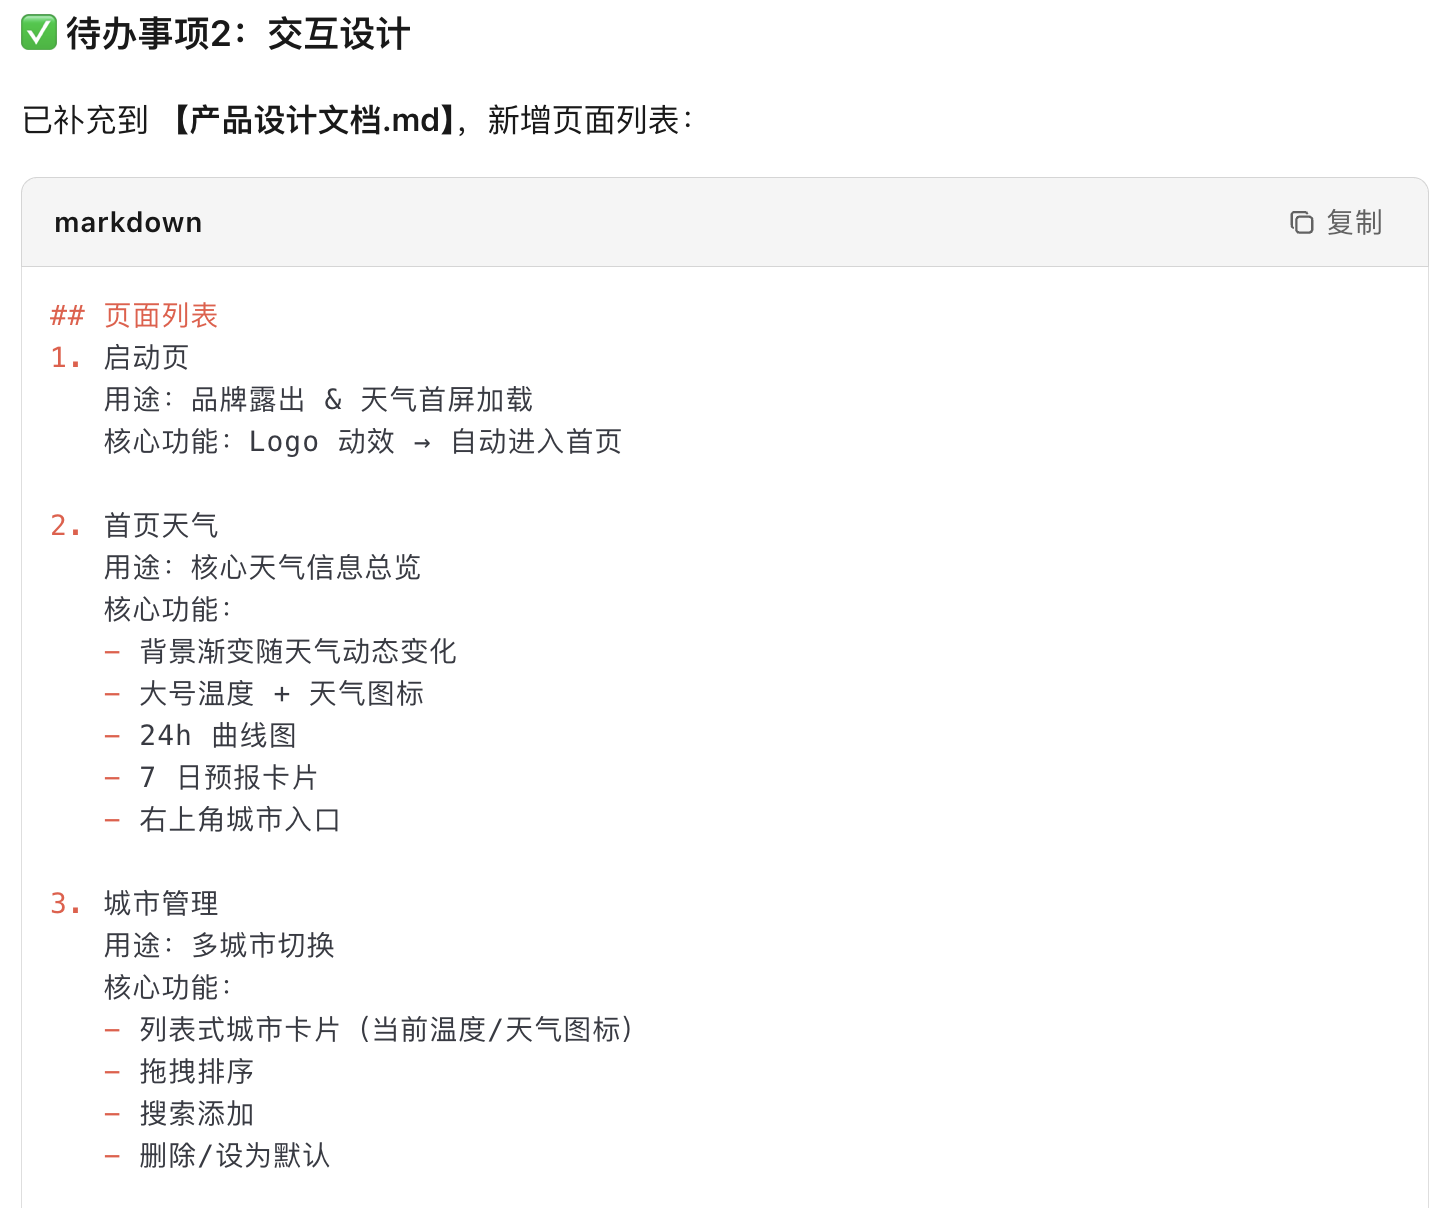 ✅ 待办事项2：交互设计
已补充到 【产品设计文档.md】，新增页面列表：
markdown
复制
## 页面列表
1. 启动页
用途：品牌露出 & 天气首屏加载
核心功能：Logo 动效 → 自动进入首页
2. 首页天气
用途：核心天气信息总览
核心功能：
- 背景渐变随天气动态变化
- 大号温度 + 天气图标
- 24h 曲线图
- 7 日预报卡片
- 右上角城市入口
3. 城市管理
用途：多城市切换
核心功能：
- 列表式城市卡片（当前温度/天气图标）
- 拖拽排序
- 搜索添加
- 删除/设为默认